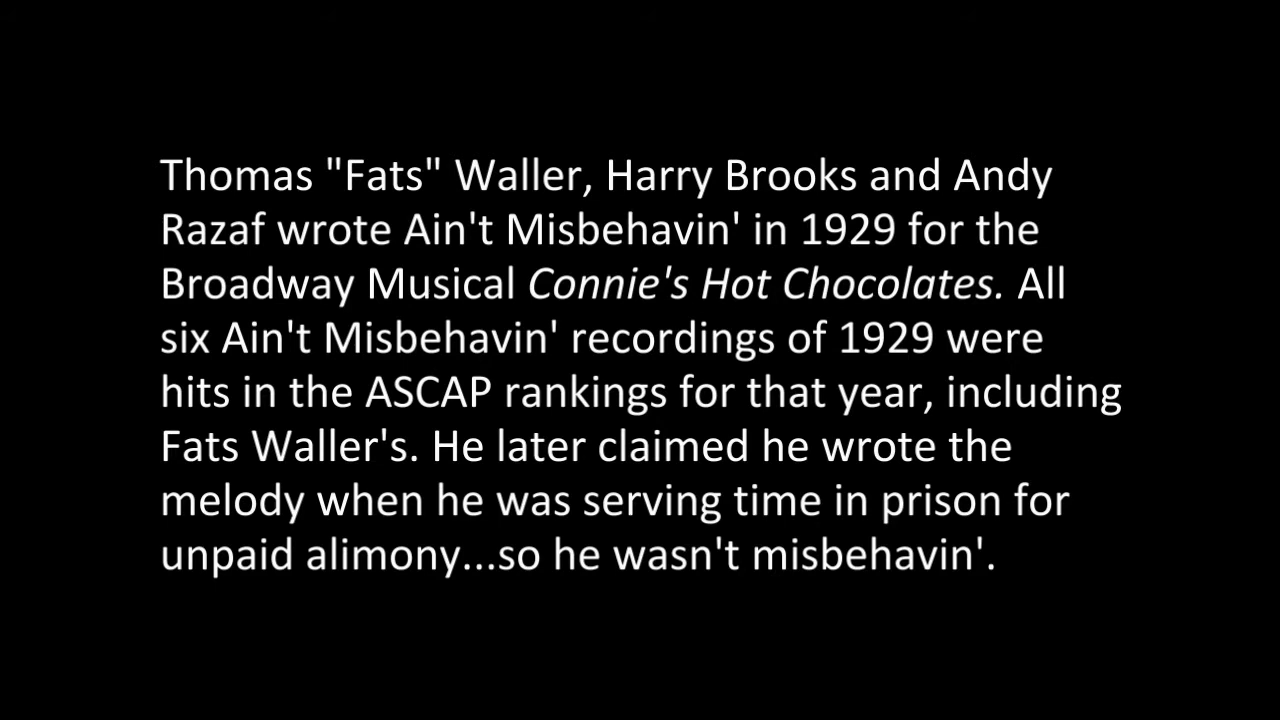 Thomas "Fats" Waller, Harry Brooks and Andy
Razaf wrote Ain't Misbehavin' in 1929 for the
Broadway Musical Connie's Hot Chocolates. All
six Ain't Misbehavin' recordings of 1929 were
hits in the ASCAP rankings for that year, including
Fats Waller's. He later claimed he wrote the
melody when he was serving time in prison for
unpaid alimony...so he wasn't misbehavin'.